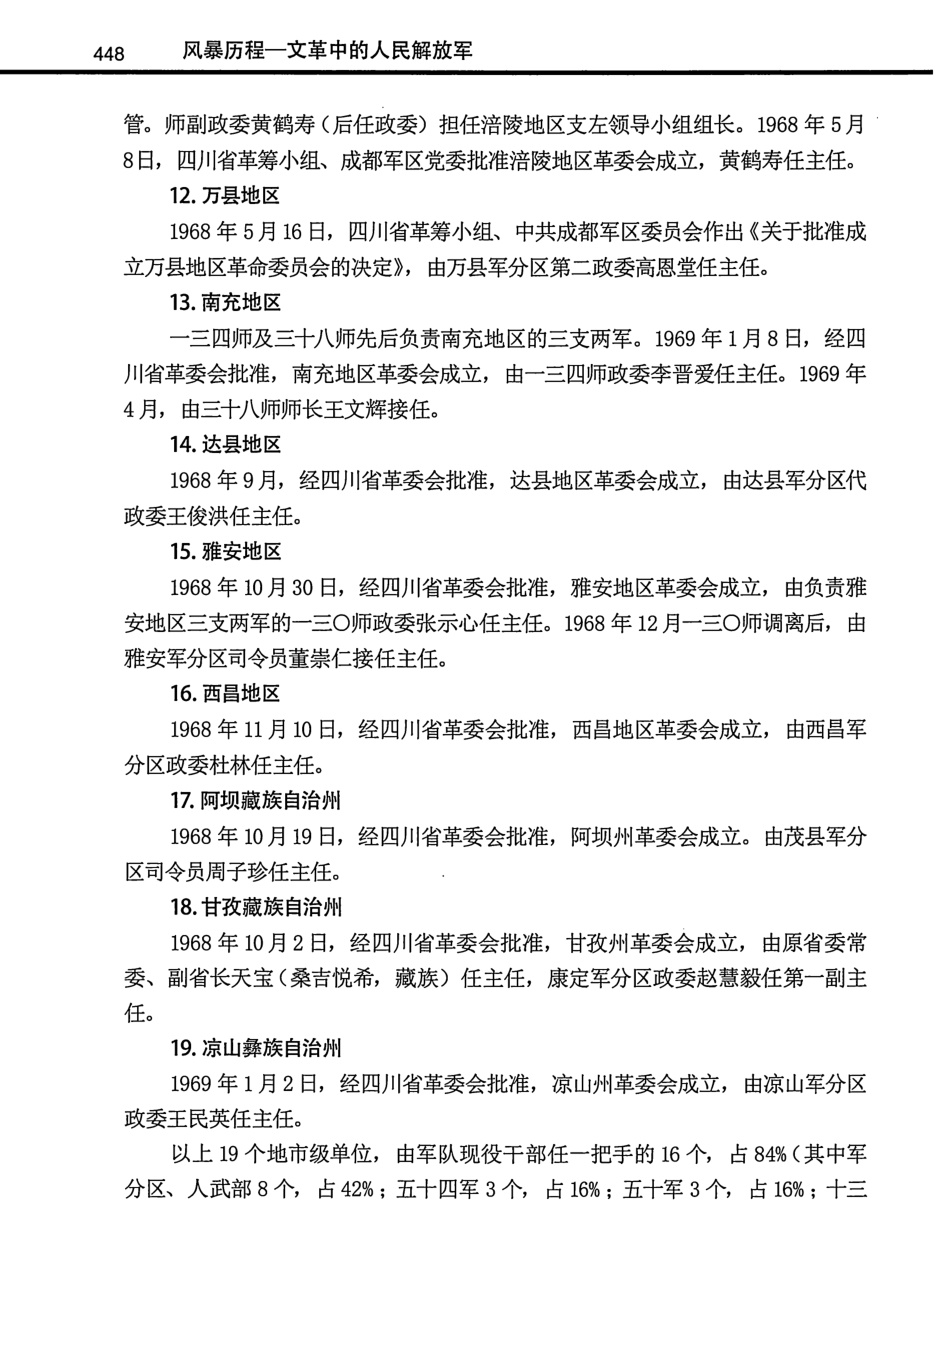 448 风暴历程—文革中的人民解放军
管。师副政委黄鹤寿（后任政委）担任涪陵地区支左领导小组组长。1968 年 5 月
8日，四川省革筹小组、成都军区党委批准涪陵地区革委会成立，黄鹤寿任主任。
12. 万县地区
1968 年 5 月 16 日，四川省革筹小组、中共成都军区委员会作出《关于批准成
立万县地区革命委员会的决定》，由万县军分区第二政委高恩堂任主任。
13. 南充地区
一三四师及三十八师先后负责南充地区的三支两军。1969 年 1 月 8 日，经四
川省革委会批准，南充地区革委会成立，由一三四师政委李晋爱任主任。1969 年
4 月，由三十八师师长王文辉接任。
14. 达县地区
1968 年 9 月，经四川省革委会批准，达县地区革委会成立，由达县军分区代
政委王俊洪任主任。
15. 雅安地区
1968 年 10 月 30 日，经四川省革委会批准，雅安地区革委会成立，由负责雅
安地区三支两军的一三〇师政委张示心任主任。1968 年 12 月一三〇师调离后，由
雅安军分区司令员董崇仁接任主任。
16. 西昌地区
1968 年 11 月 10 日，经四川省革委会批准，西昌地区革委会成立，由西昌军
分区政委杜林任主任。
17. 阿坝藏族自治州
1968 年 10 月 19 日，经四川省革委会批准，阿坝州革委会成立。由茂县军分
区司令员周子珍任主任。
18. 甘孜藏族自治州
1968 年 10 月 2 日，经四川省革委会批准，甘孜州革委会成立，由原省委常
委、副省长天宝（桑吉悦希，藏族）任主任，康定军分区政委赵慧毅任第一副主
任。
19. 凉山彝族自治州
1969 年 1 月 2 日，经四川省革委会批准，凉山州革委会成立，由凉山军分区
政委王民英任主任。
以上 19 个地市级单位，由军队现役干部任一把手的 16 个，占 84%（其中军
分区、人武部 8 个，占 42%；五十四军 3 个，占 16%；五十军 3 个，占 16%；十三